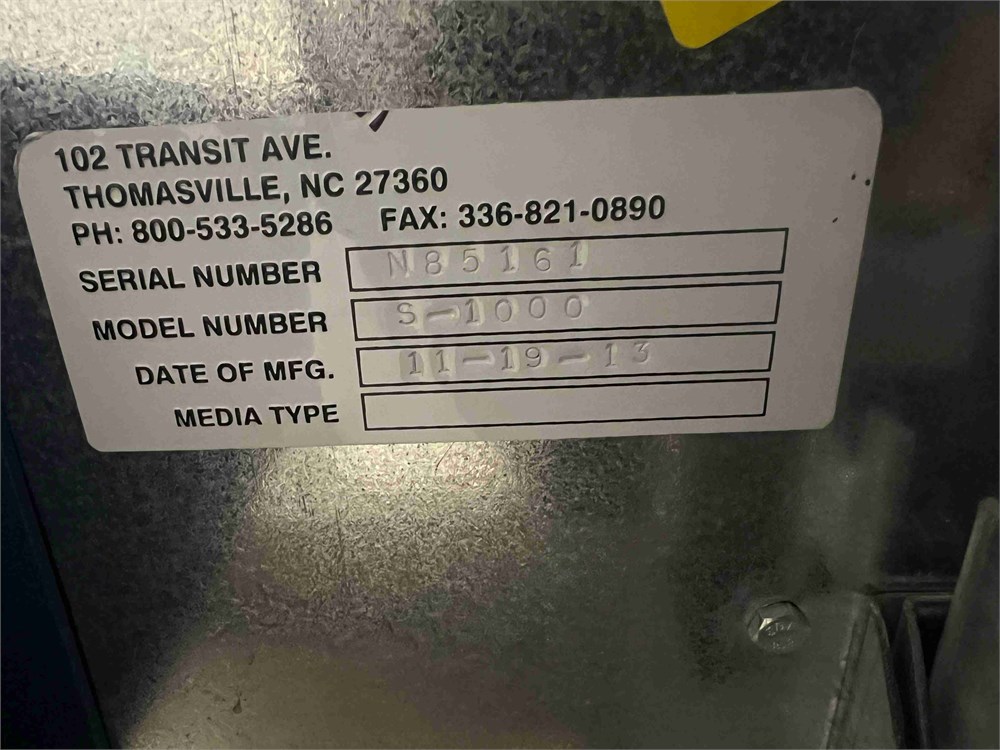 102 TRANSIT AVE.
THOMASVILLE, NC 27360
PH: 800-533-5286 FAX: 336-821-0890
SERIAL NUMBER N85161
MODEL NUMBER S-1000
DATE OF MFG. 11-19-13
MEDIA TYPE